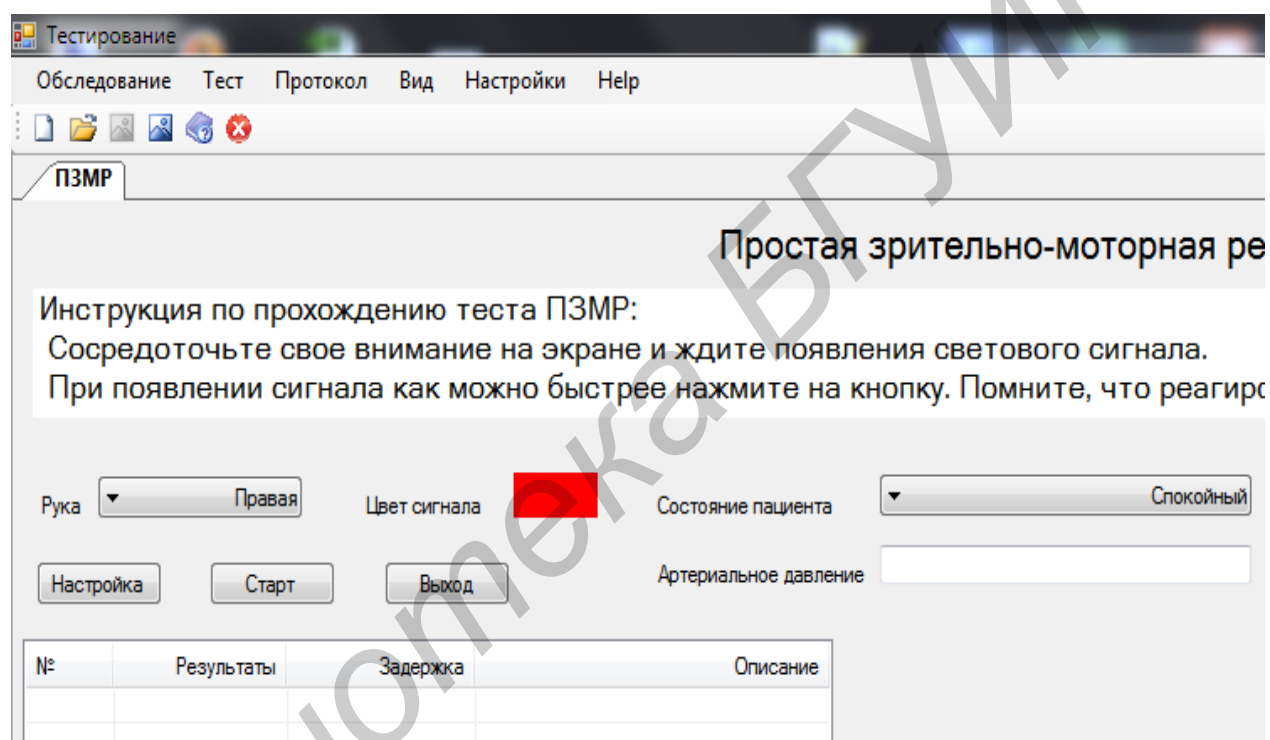 Тестирование
Обследование Тест Протокол Вид Настройки Help
ПЗМР
Простая зрительно-моторная ре
Инструкция по прохождению теста ПЗМР:
Сосредоточьте свое внимание на экране и ждите появления светового сигнала.
При появлении сигнала как можно быстрее нажмите на кнопку. Помните, что реагиро
Рука Правая Цвет сигнала Состояние пациента Спокойный
Настройка Старт Выход Артериальное давление
№ Результаты Задержка Описание
отека БГУИ